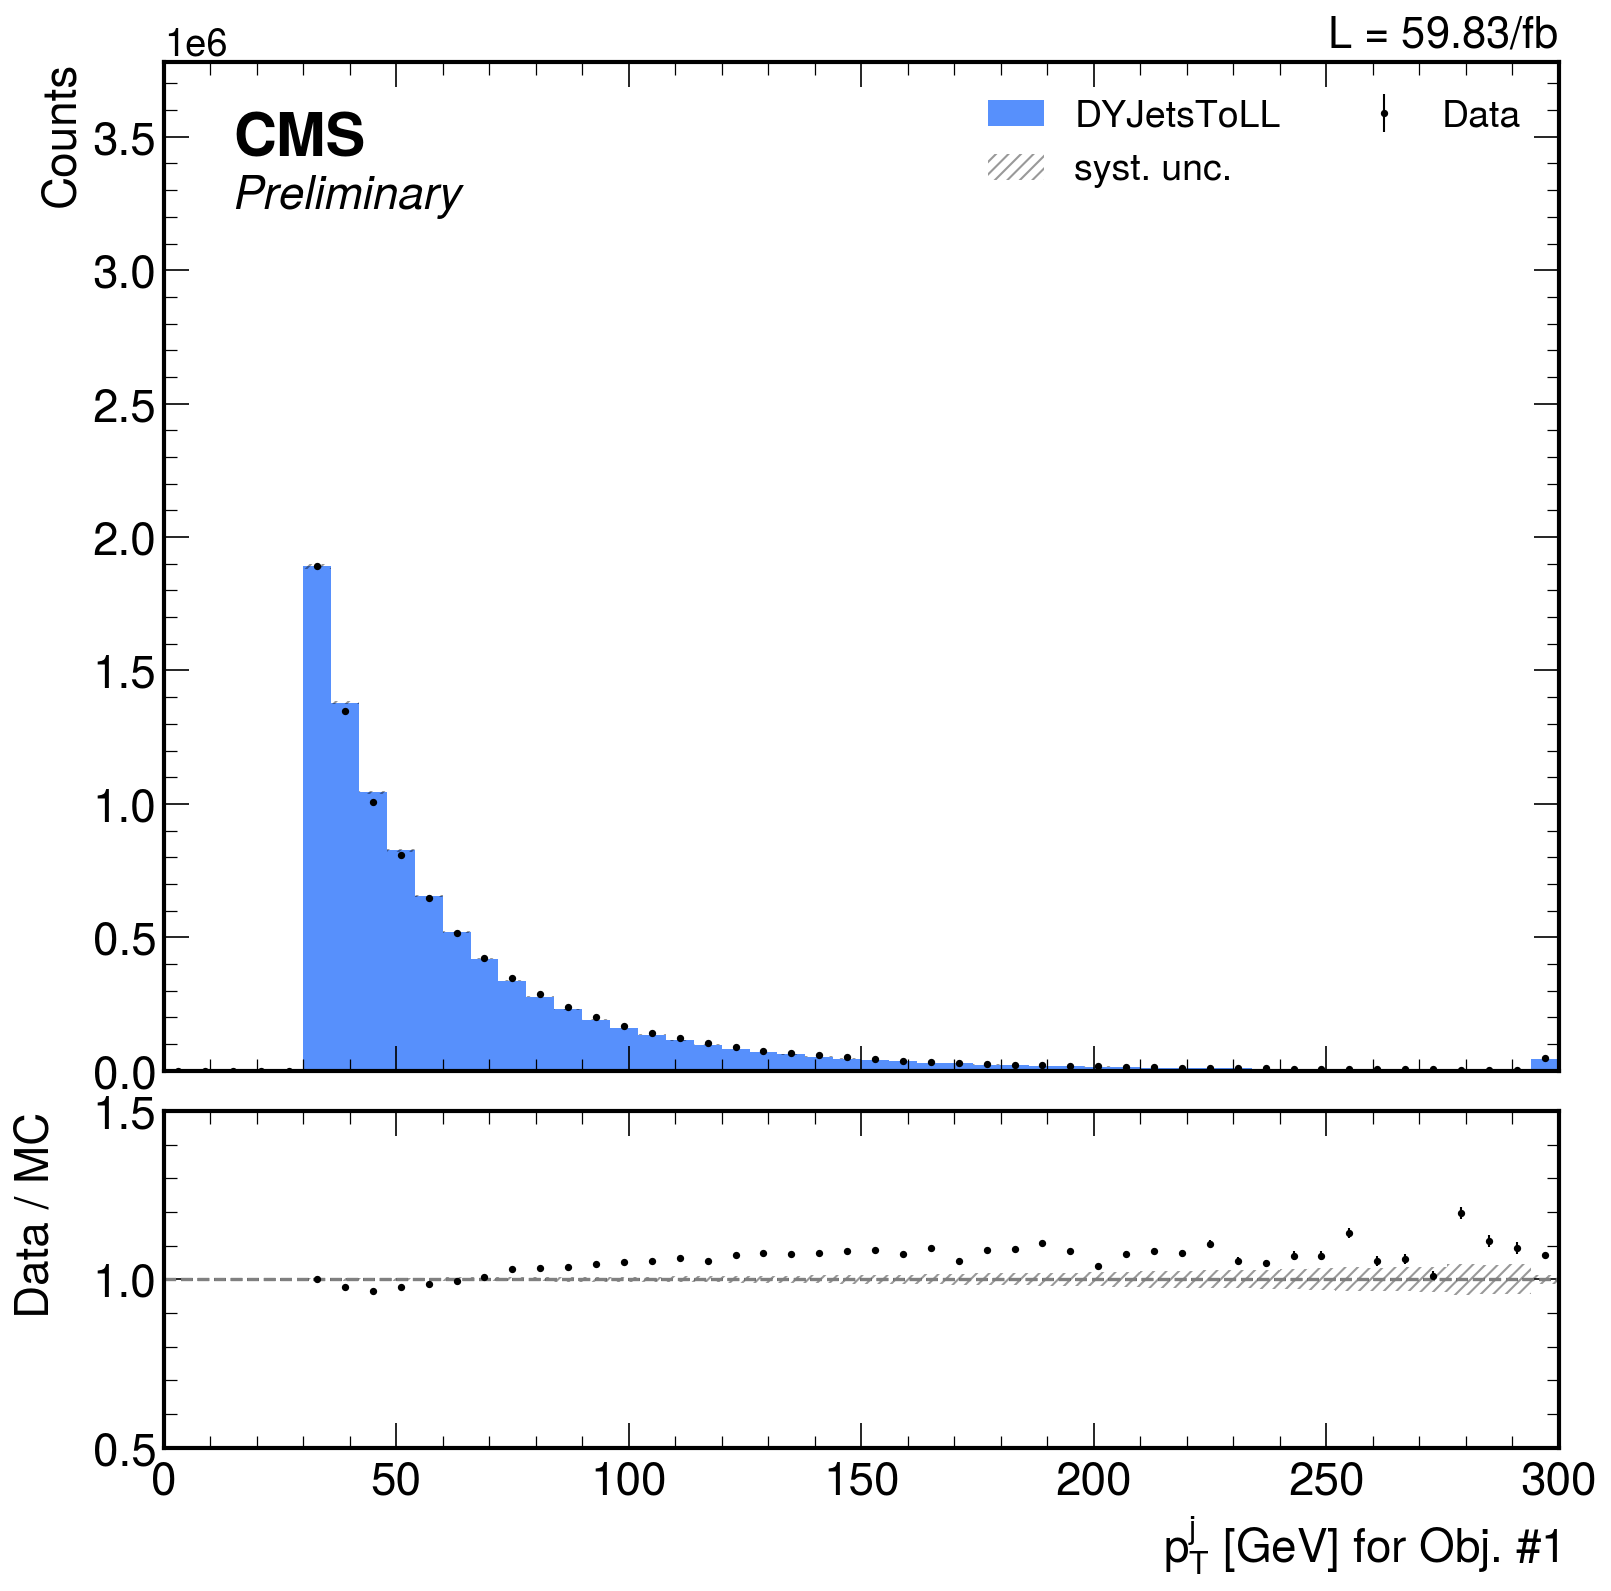 L = 59.83/fb
1e6
Counts
CMS
Preliminary
DYJetsToLL
Data
syst. unc.
3.5
3.0
2.5
2.0
1.5
1.0
0.5
0.0
Data / MC
1.5
1.0
0.5
0 50 100 150 200 250 300
p_T^j [GeV] for Obj. #1